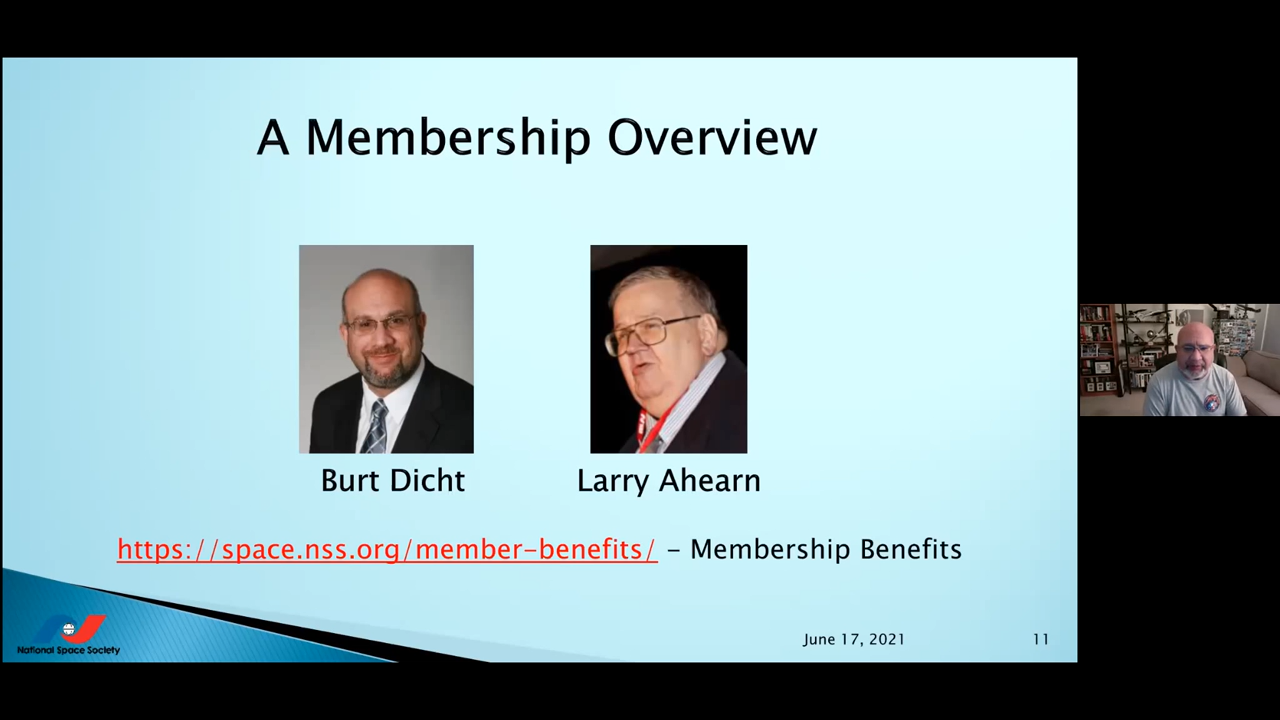 A Membership Overview
Burt Dicht
Larry Ahearn
https://space.nss.org/member-benefits/ - Membership Benefits
National Space Society
June 17, 2021
11